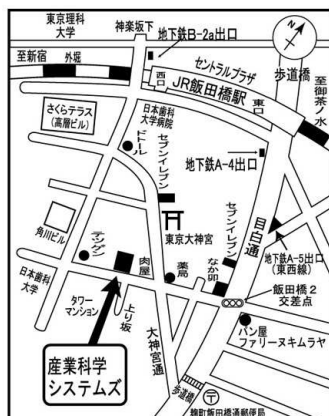 東京理科
大学
神楽坂下
地下鉄B-2a出口
N
至新宿
外堀
セントラルプラザ
歩道橋
西口
JR飯田橋駅
東口
至御茶ノ水
さくらテラス
(高層ビル)
日本歯科
大学病院
ドトール
セブンイレブン
地下鉄A-4出口
目白通
角川ビル
テンゲン
肉屋
東京大神宮
セブンイレブン
地下鉄A-5出口
(東西線)
日本歯科
大学
薬局
なか卯
飯田橋2
交差点
タワー
マンション
上り坂
大神宮通
パン屋
ファリーヌキムラヤ
産業科学
システムズ
歩道橋
〒
麹町飯田橋通郵便局